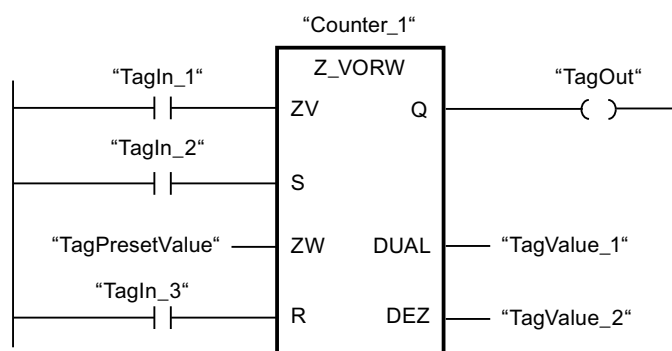 “Counter_1“
Z_VORW
“TagIn_1“
ZV
Q
“TagOut“
“TagIn_2“
S
“TagPresetValue“
ZW
DUAL
“TagValue_1“
“TagIn_3“
R
DEZ
“TagValue_2“